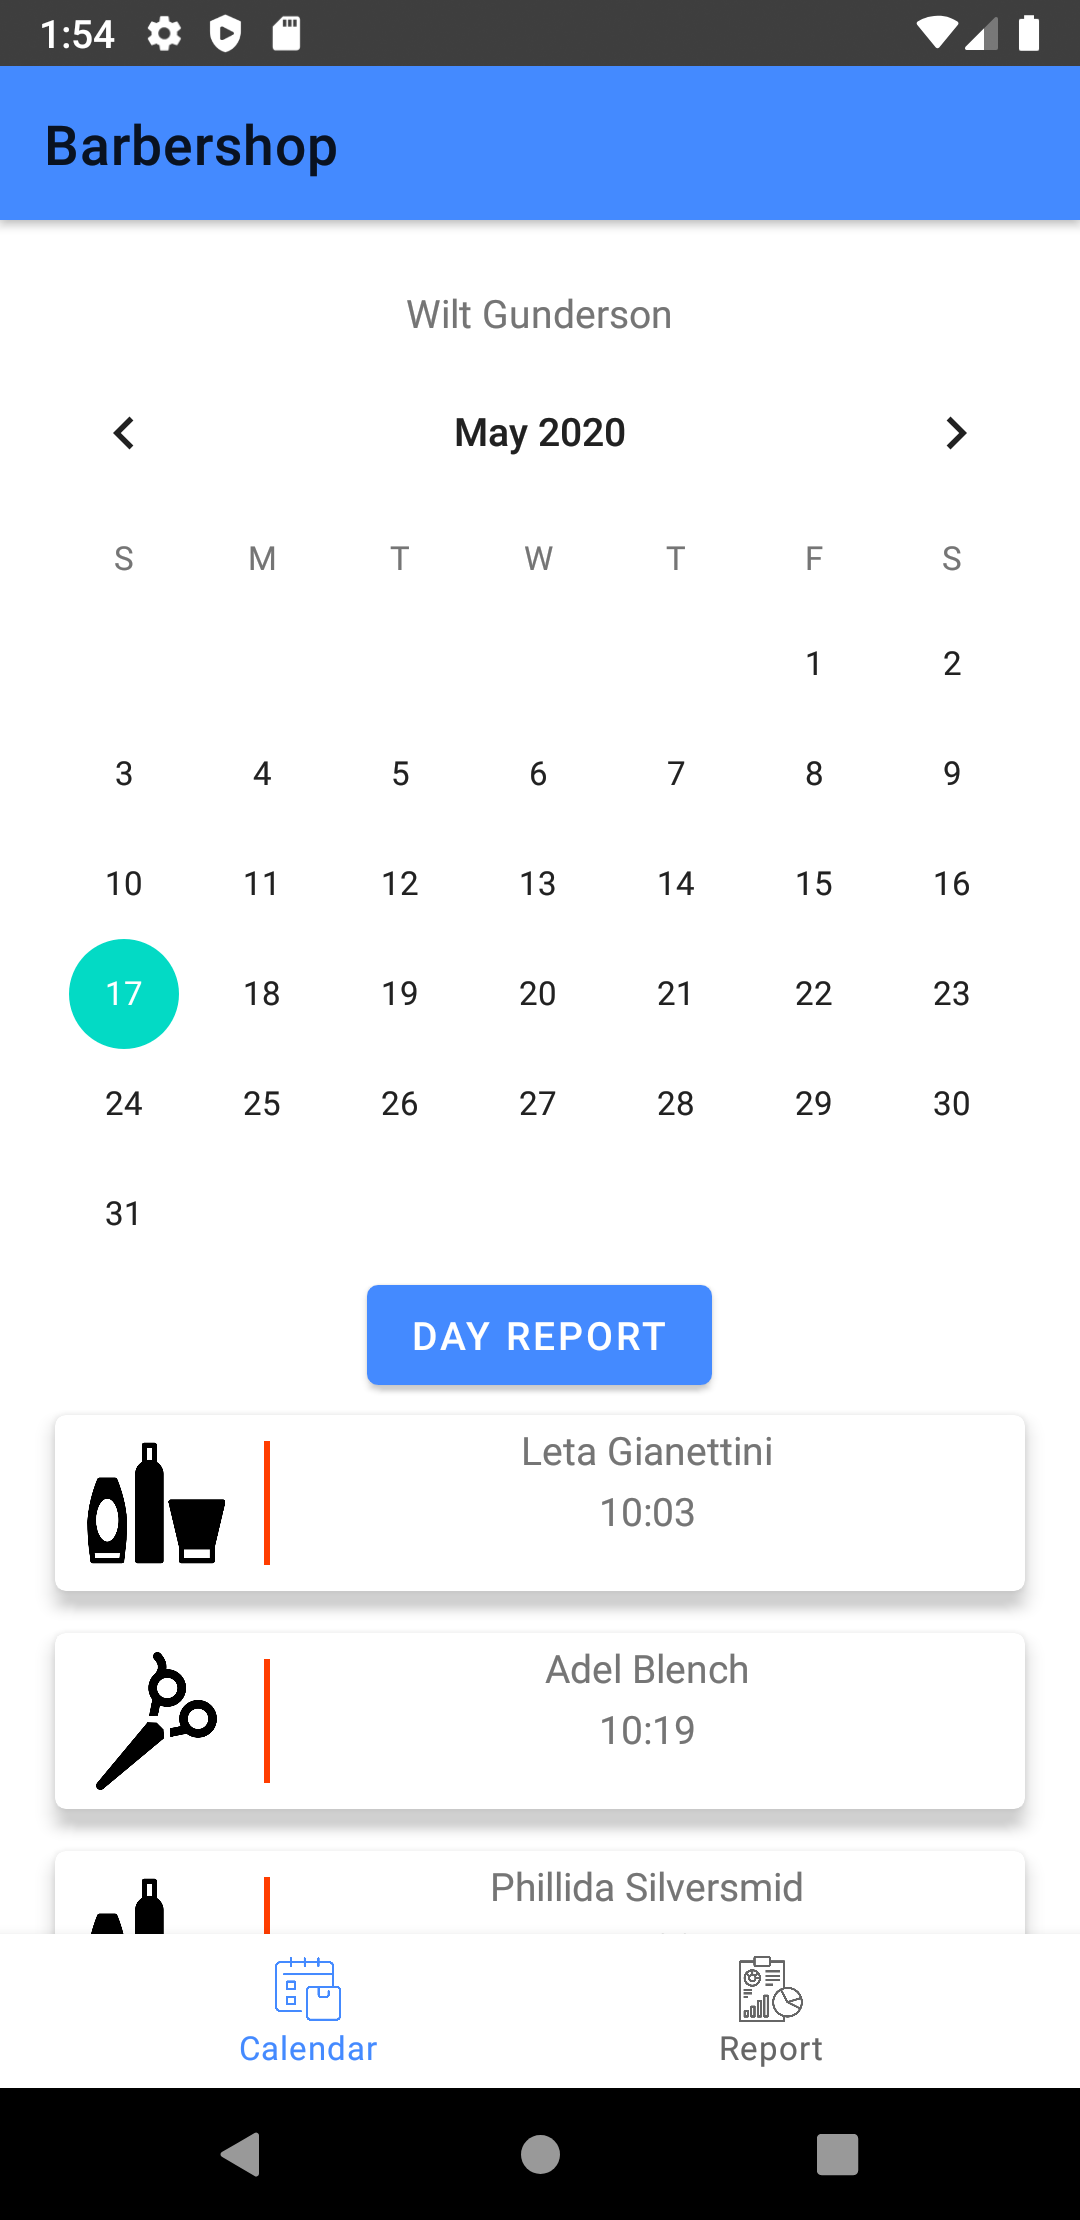 1:54
Barbershop
Wilt Gunderson
May 2020
S M T W T F S
1 2
3 4 5 6 7 8 9
10 11 12 13 14 15 16
17 18 19 20 21 22 23
24 25 26 27 28 29 30
31
DAY REPORT
Leta Gianettini
10:03
Adel Blench
10:19
Phillida Silversmid
Calendar
Report